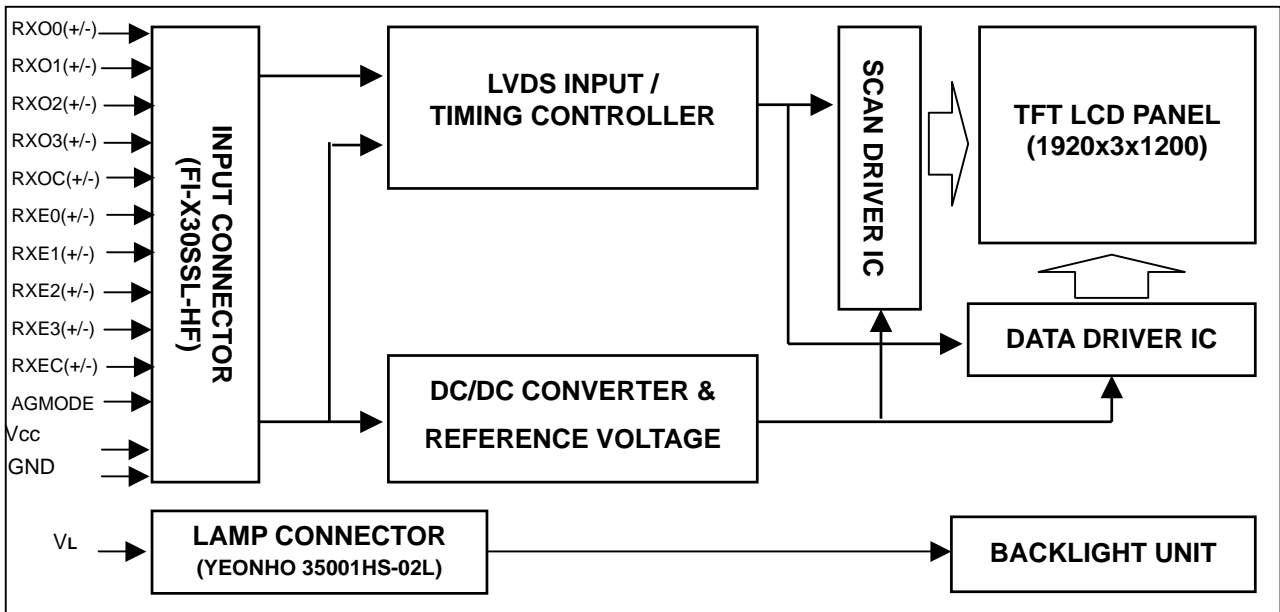 RXO0(+/-)
RXO1(+/-)
RXO2(+/-)
RXO3(+/-)
RXOC(+/-)
RXE0(+/-)
RXE1(+/-)
RXE2(+/-)
RXE3(+/-)
RXEC(+/-)
AGMODE
Vcc
GND
INPUT CONNECTOR
(FI-X30SSL-HF)
LVDS INPUT /
TIMING CONTROLLER
SCAN DRIVER IC
TFT LCD PANEL
(1920x3x1200)
DATA DRIVER IC
DC/DC CONVERTER &
REFERENCE VOLTAGE
VL
LAMP CONNECTOR
(YEONHO 35001HS-02L)
BACKLIGHT UNIT